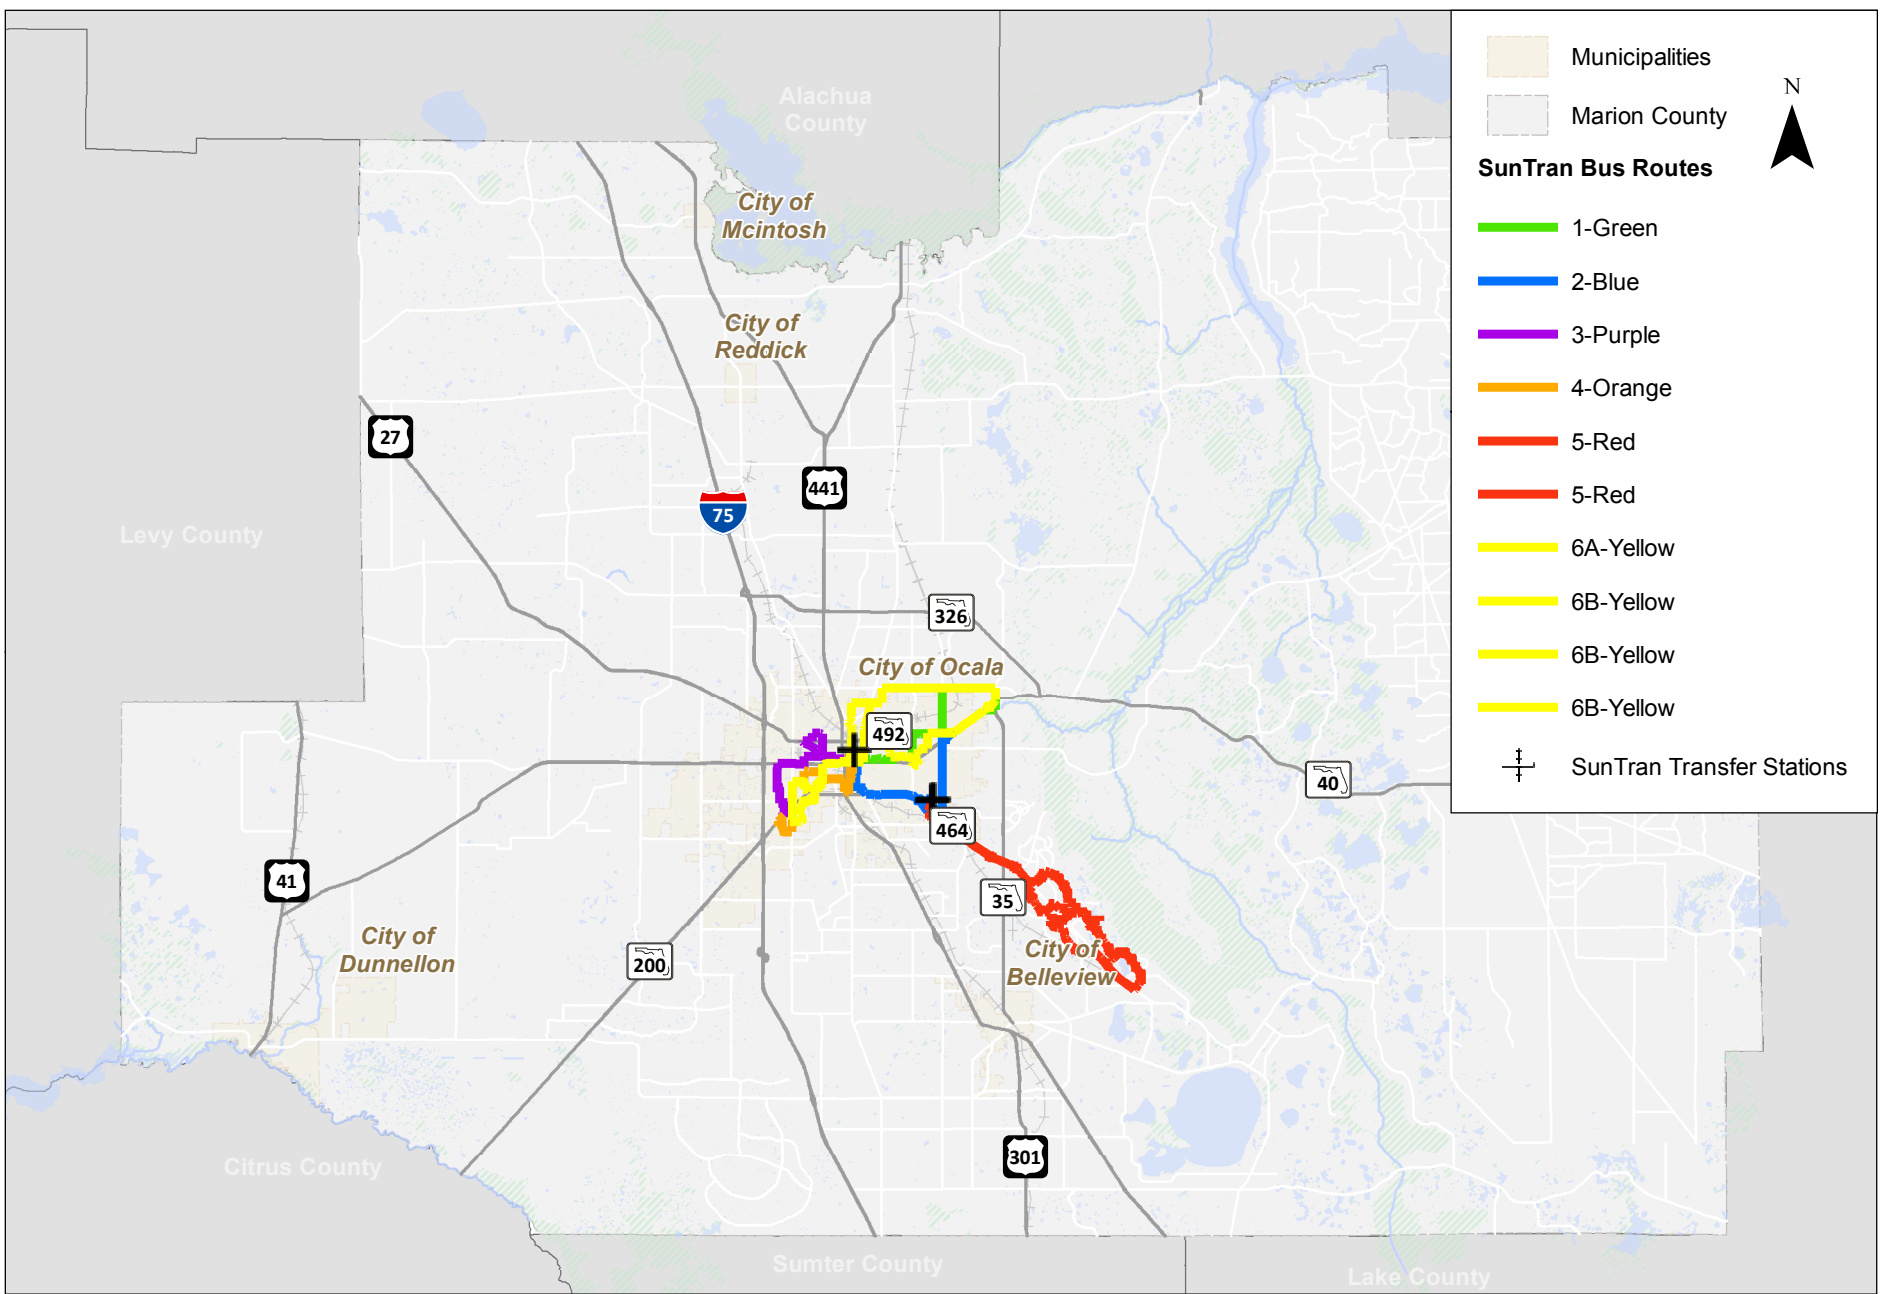 Alachua
County
City of
Mcintosh
City of
Reddick
27
441
75
Levy County
326
City of Ocala
492
40
464
41
35
City of
Dunnellon
200
City of
Belleview
301
Citrus County
Sumter County
Lake County
Municipalities
N
Marion County
SunTran Bus Routes
1-Green
2-Blue
3-Purple
4-Orange
5-Red
5-Red
6A-Yellow
6B-Yellow
6B-Yellow
6B-Yellow
SunTran Transfer Stations